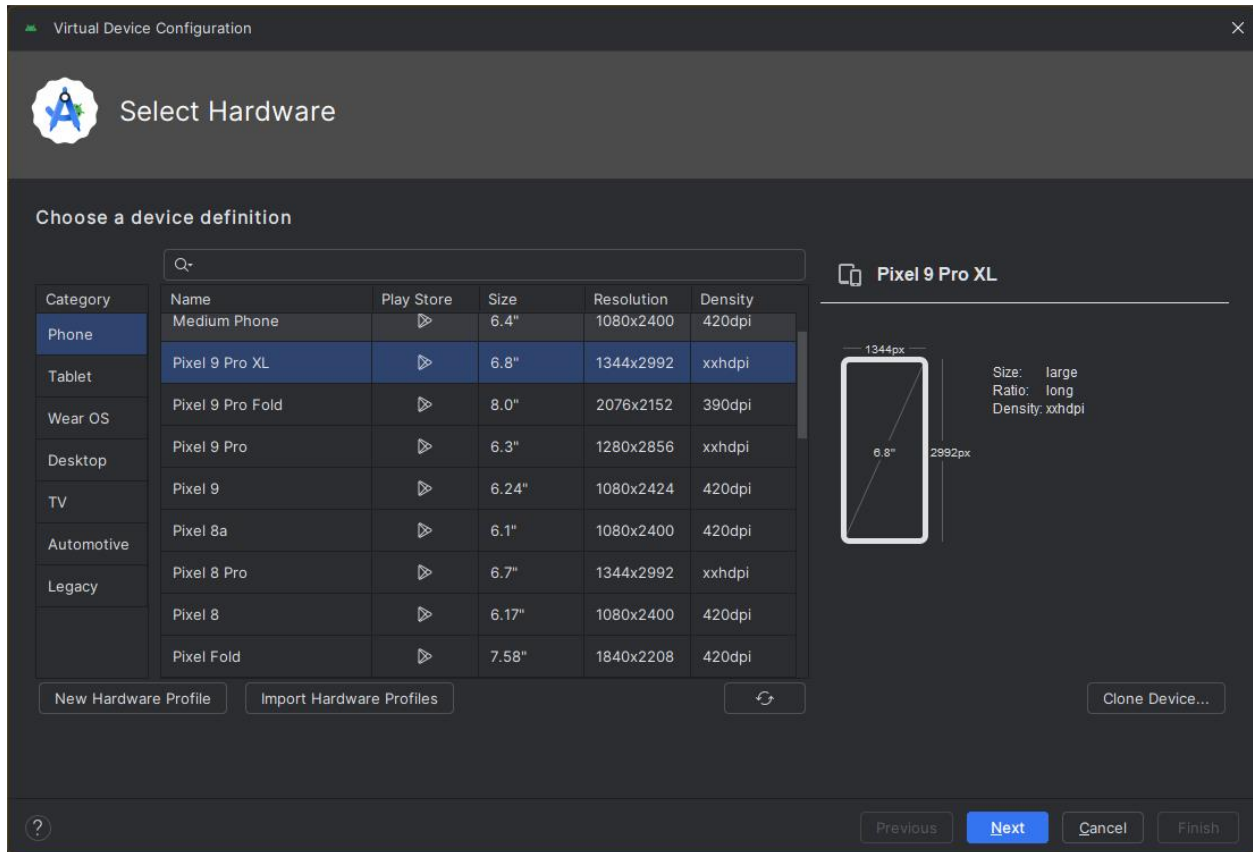 Virtual Device Configuration
Select Hardware
Choose a device definition
Category
Phone
Tablet
Wear OS
Desktop
TV
Automotive
Legacy
Name Play Store Size Resolution Density
Medium Phone 6.4" 1080x2400 420dpi
Pixel 9 Pro XL 6.8" 1344x2992 xxhdpi
Pixel 9 Pro Fold 8.0" 2076x2152 390dpi
Pixel 9 Pro 6.3" 1280x2856 xxhdpi
Pixel 9 6.24" 1080x2424 420dpi
Pixel 8a 6.1" 1080x2400 420dpi
Pixel 8 Pro 6.7" 1344x2992 xxhdpi
Pixel 8 6.17" 1080x2400 420dpi
Pixel Fold 7.58" 1840x2208 420dpi
Pixel 9 Pro XL
1344px
6.8"
2992px
Size: large
Ratio: long
Density: xxhdpi
New Hardware Profile Import Hardware Profiles Clone Device...
? Previous Next Cancel Finish